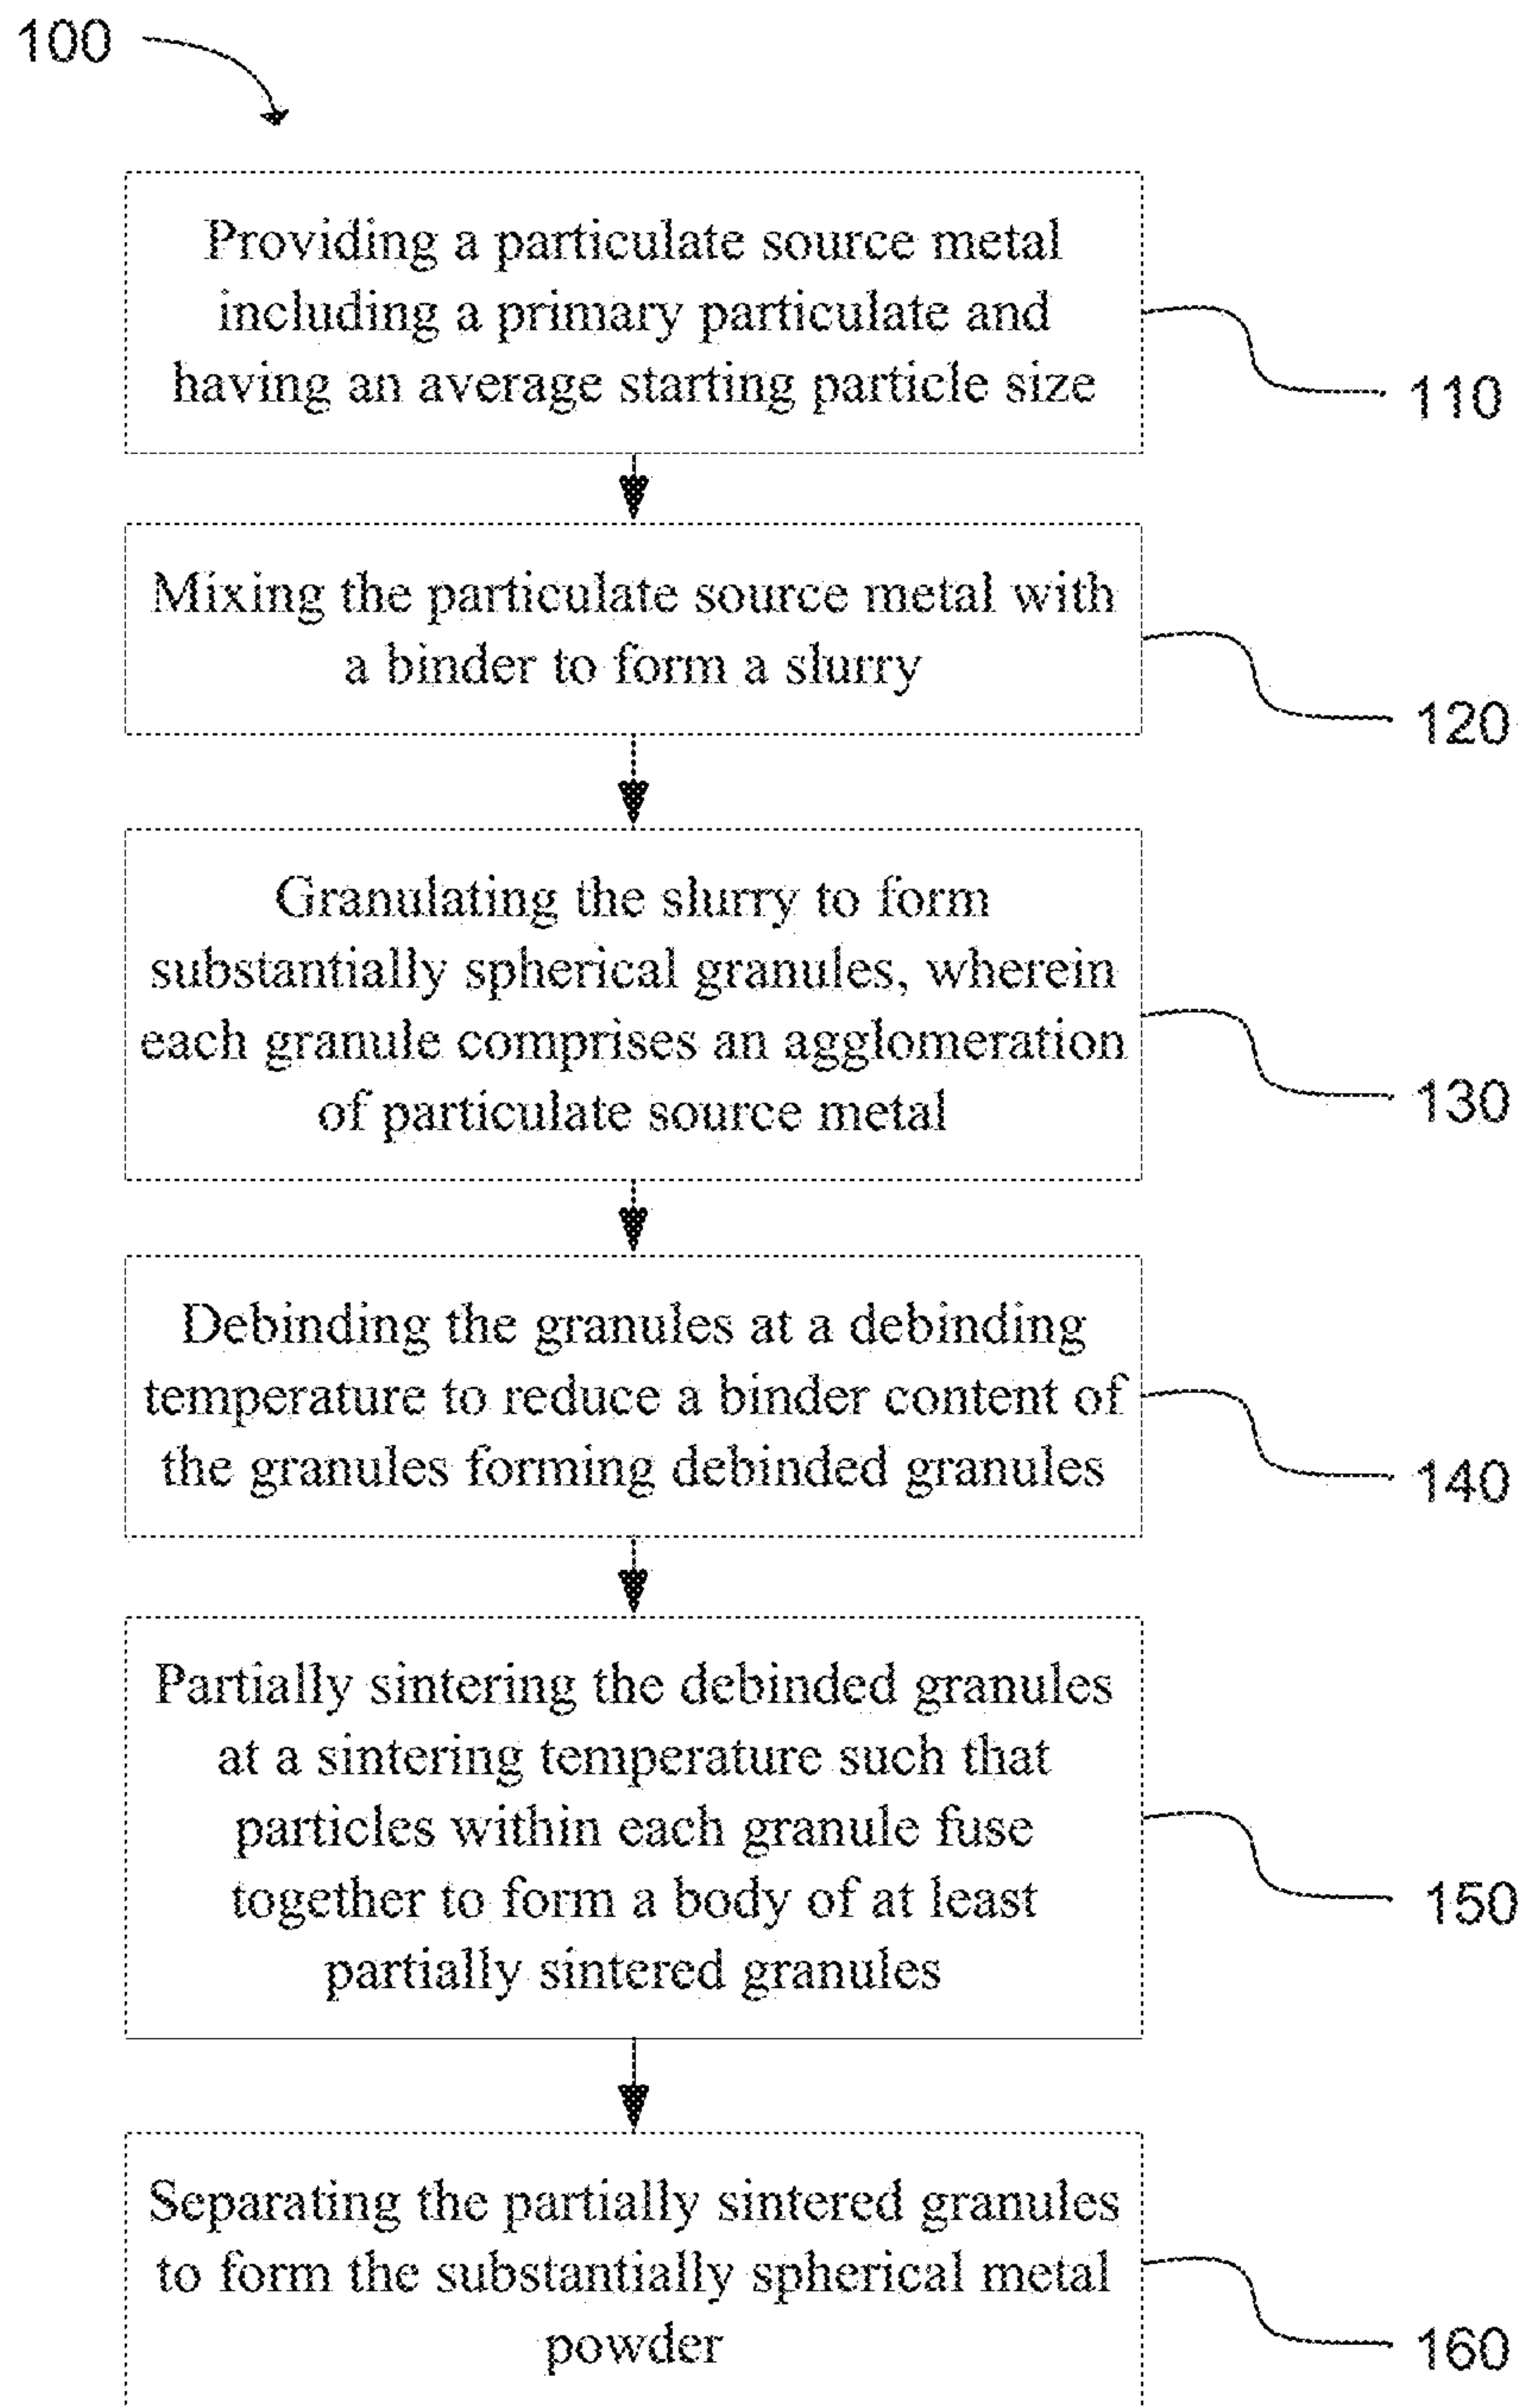 100
Providing a particulate source metal
including a primary particulate and
having an average starting particle size
110
Mixing the particulate source metal with
a binder to form a slurry
120
Granulating the slurry to form
substantially spherical granules, wherein
each granule comprises an agglomeration
of particulate source metal
130
Debinding the granules at a debinding
temperature to reduce a binder content of
the granules forming debinded granules
140
Partially sintering the debinded granules
at a sintering temperature such that
particles within each granule fuse
together to form a body of at least
partially sintered granules
150
Separating the partially sintered granules
to form the substantially spherical metal
powder
160